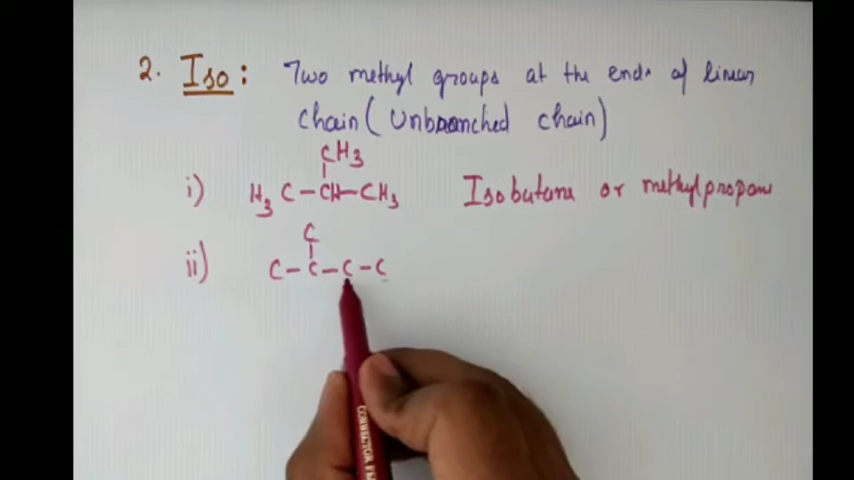 2. Iso: Two methyl groups at the ends of linear
chain (Unbranched chain)
CH3
i) H3C-CH-CH3 Isobutane or methylpropane
C
ii) C-C-C-C